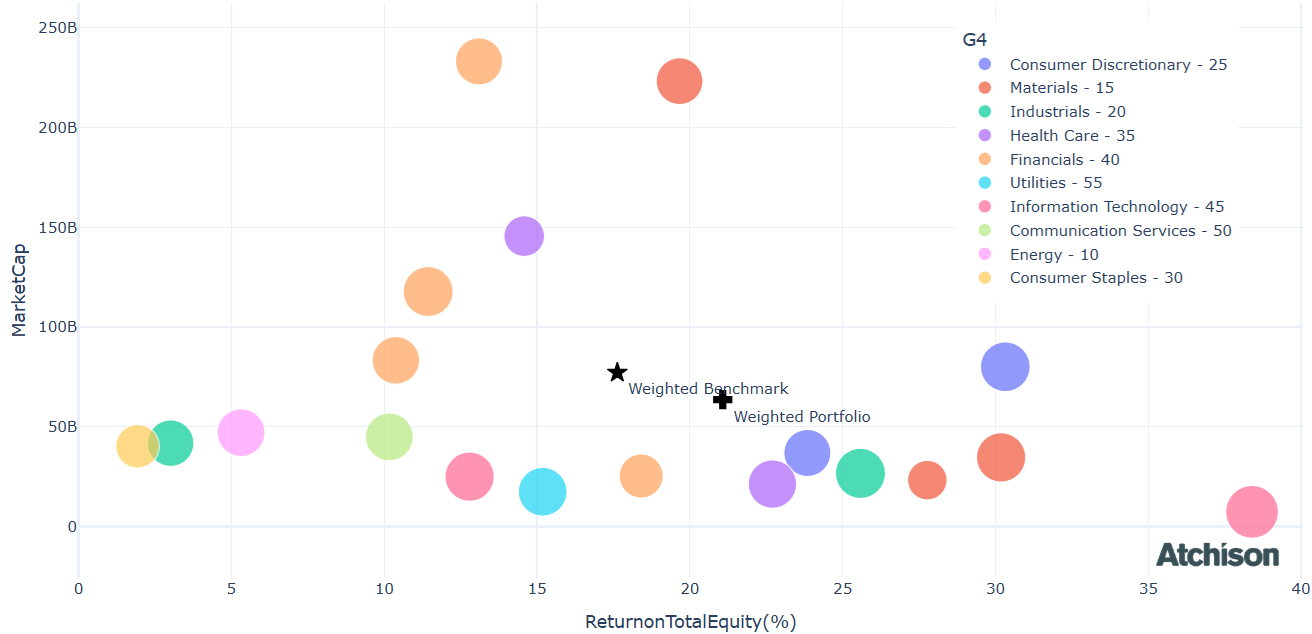 250B
200B
150B
100B
50B
0
MarketCap
0
5
10
15
20
25
30
35
40
ReturnonTotalEquity(%)
G4
Consumer Discretionary - 25
Materials - 15
Industrials - 20
Health Care - 35
Financials - 40
Utilities - 55
Information Technology - 45
Communication Services - 50
Energy - 10
Consumer Staples - 30
Weighted Benchmark
Weighted Portfolio
Atchison